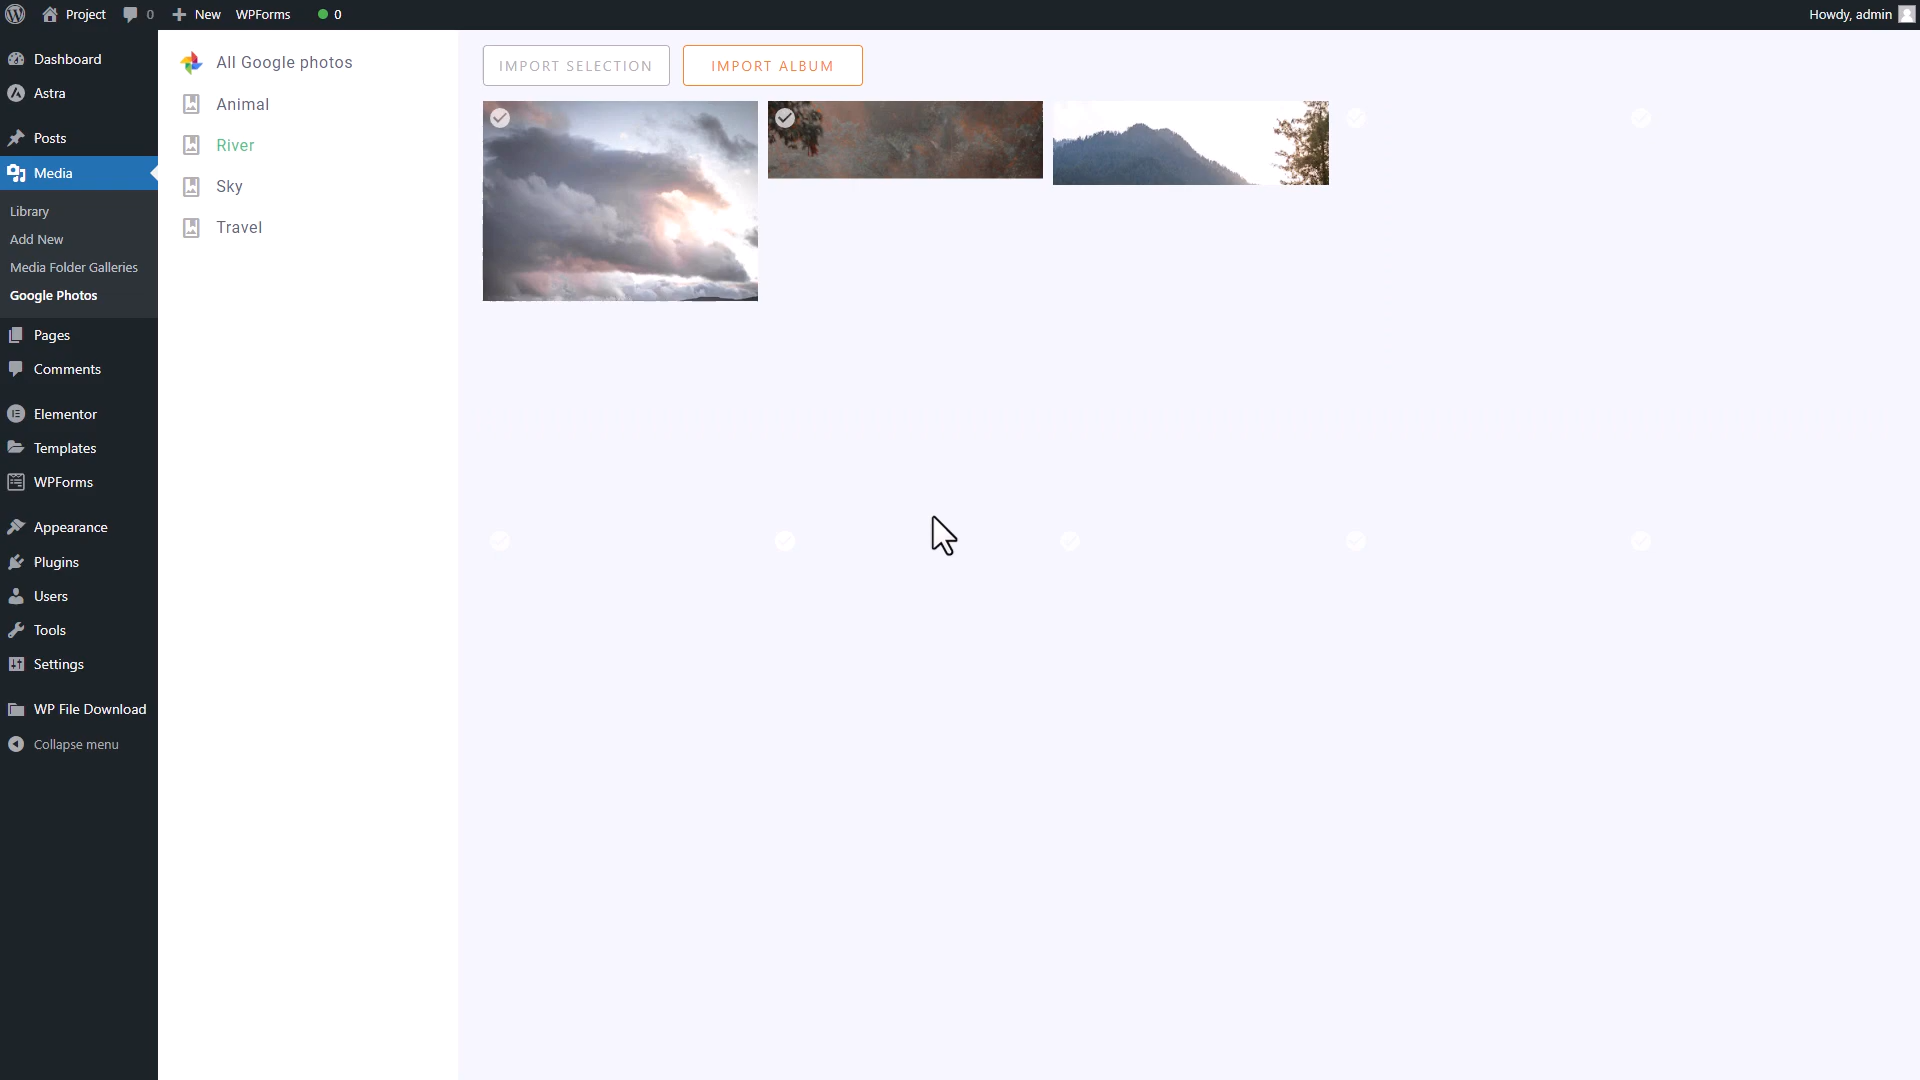 Project
0
New
WPForms
0
Howdy, admin
Dashboard
Astra
Posts
Media
Library
Add New
Media Folder Galleries
Google Photos
Pages
Comments
Elementor
Templates
WPForms
Appearance
Plugins
Users
Tools
Settings
WP File Download
Collapse menu
All Google photos
Animal
River
Sky
Travel
IMPORT SELECTION
IMPORT ALBUM